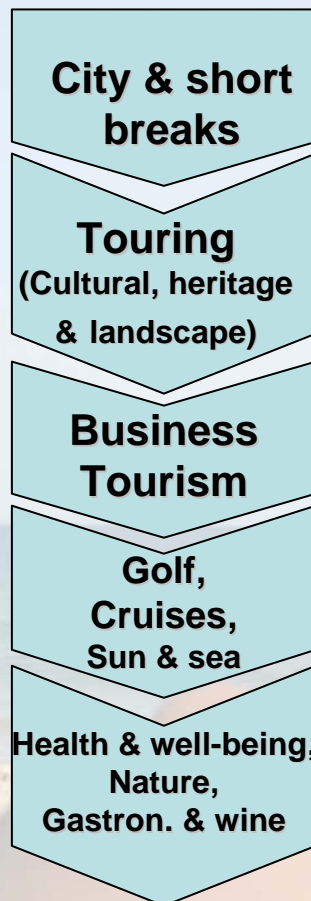 City & short
breaks
Touring
(Cultural, heritage
& landscape)
Business
Tourism
Golf,
Cruises,
Sun & sea
Health & well-being,
Nature,
Gastron. & wine